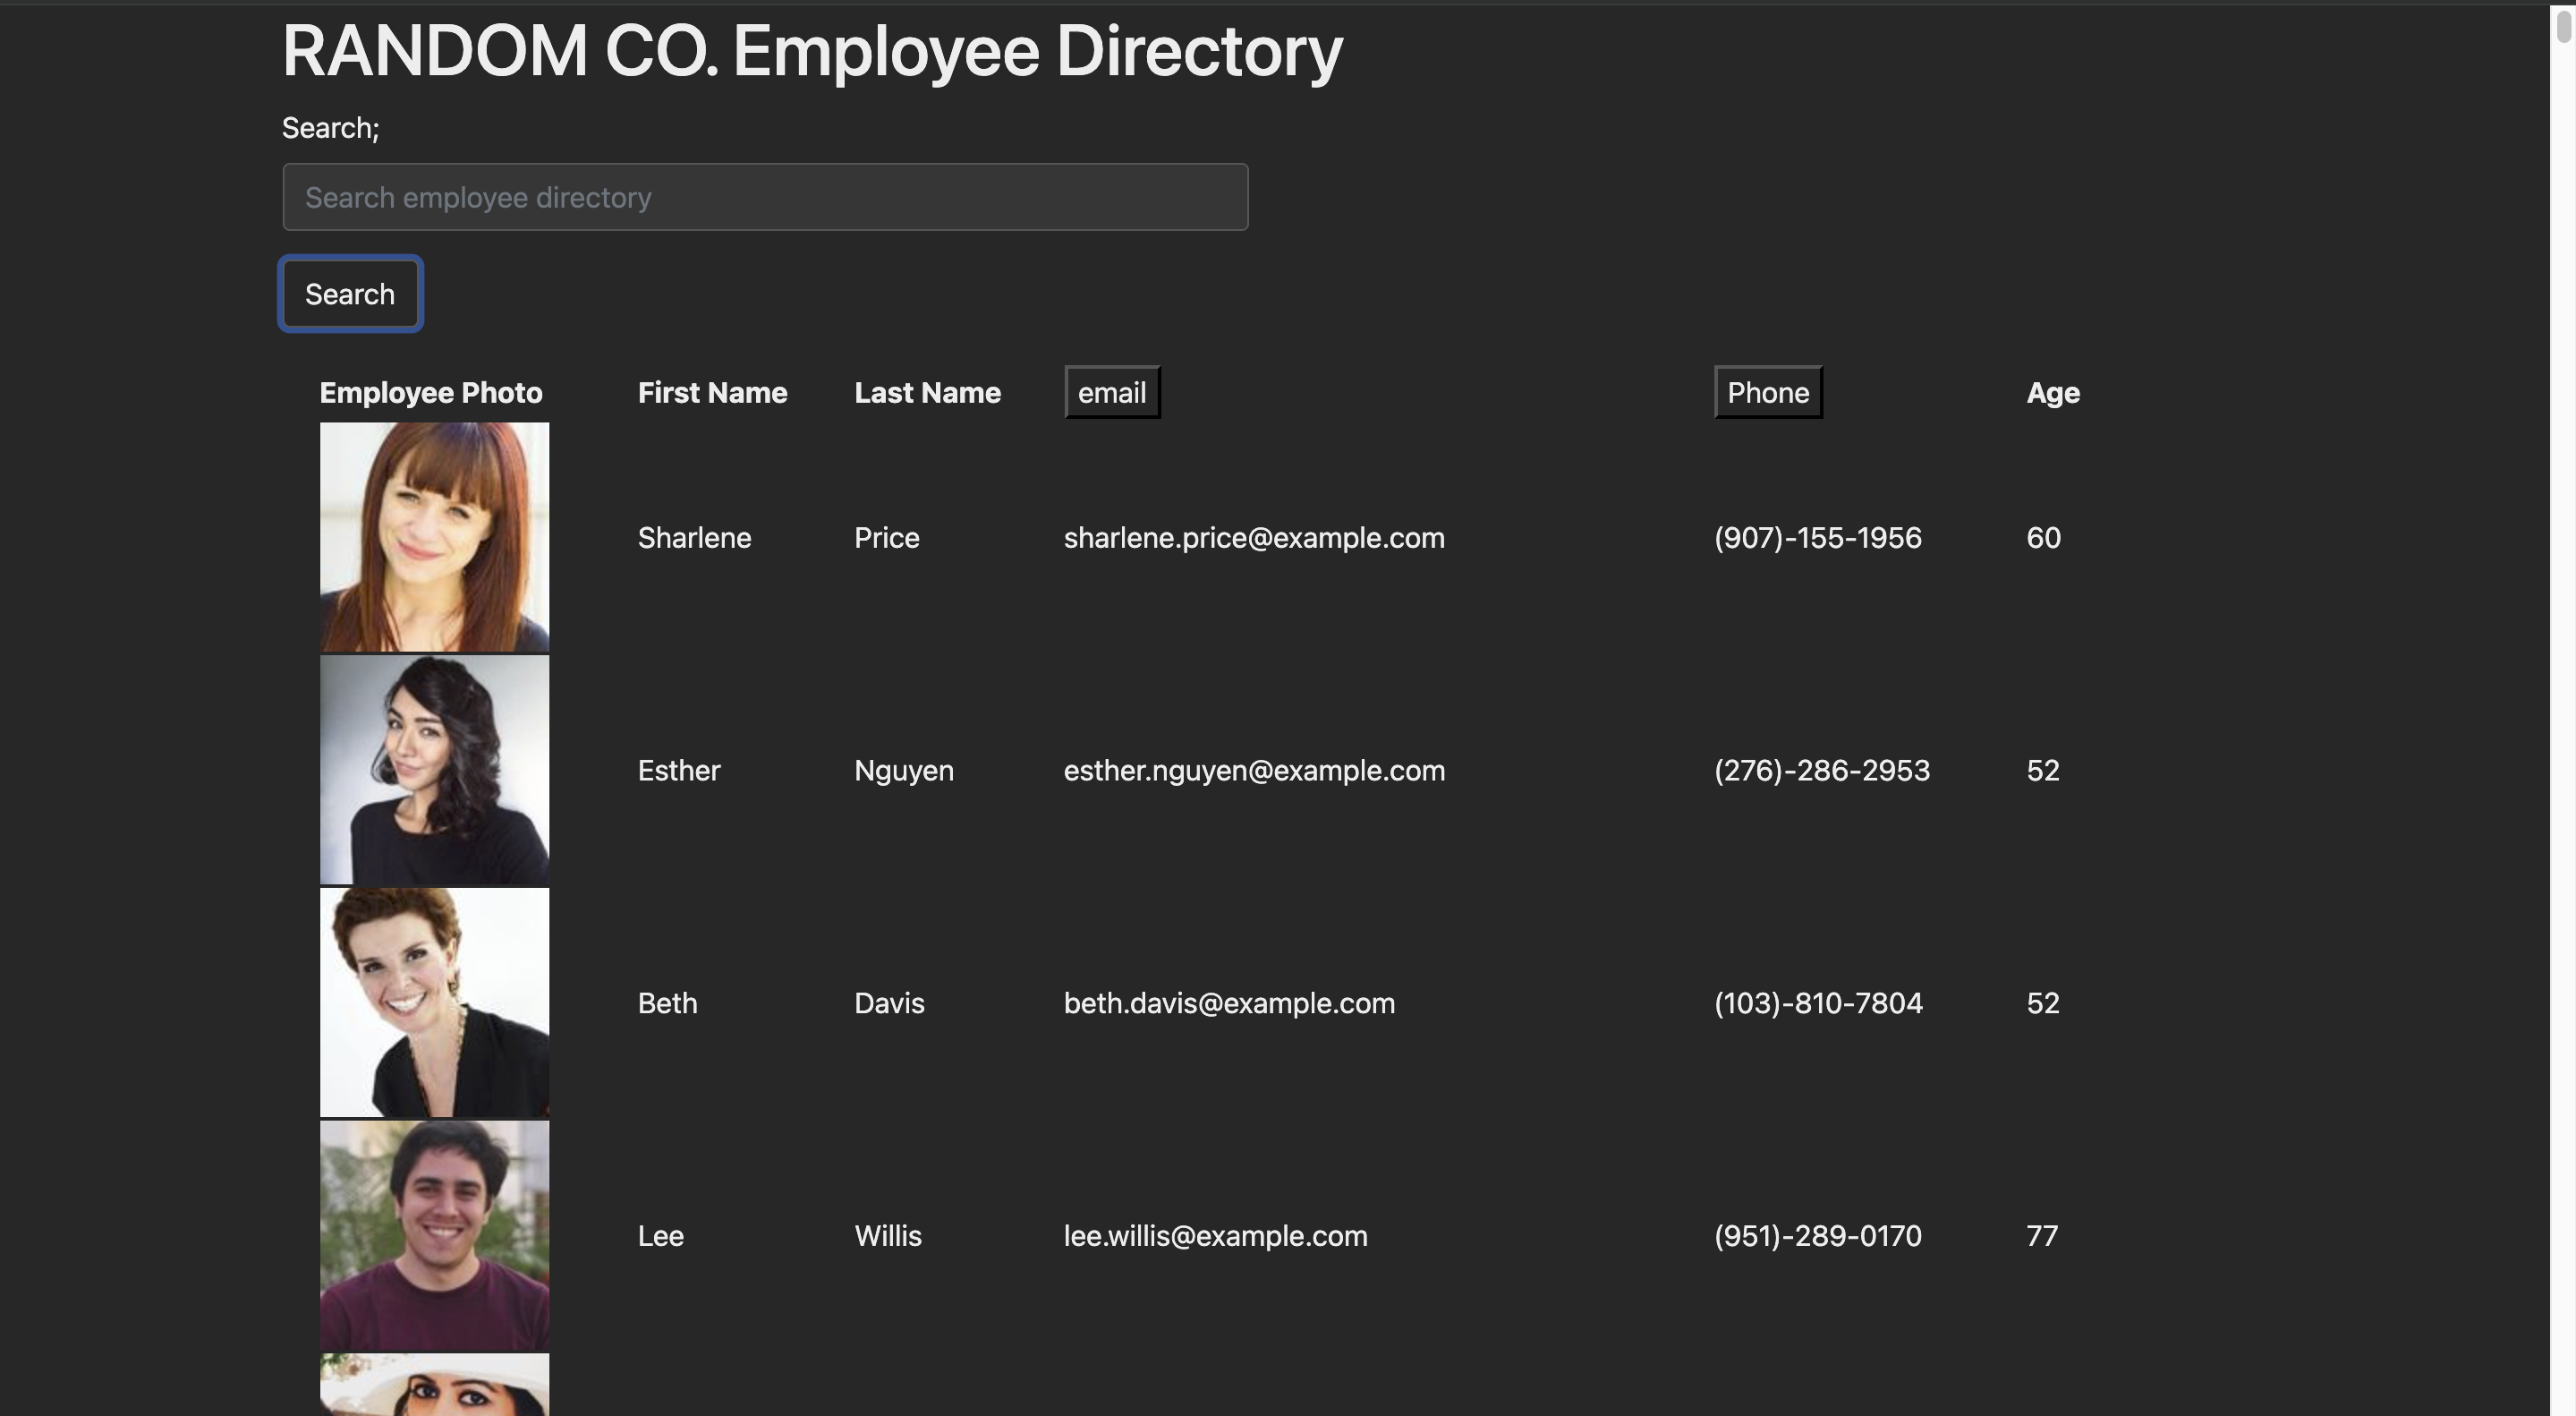 RANDOM CO. Employee Directory
Search;
Search employee directory
Search
Employee Photo First Name Last Name email Phone Age
Sharlene Price sharlene.price@example.com (907)-155-1956 60
Esther Nguyen esther.nguyen@example.com (276)-286-2953 52
Beth Davis beth.davis@example.com (103)-810-7804 52
Lee Willis lee.willis@example.com (951)-289-0170 77